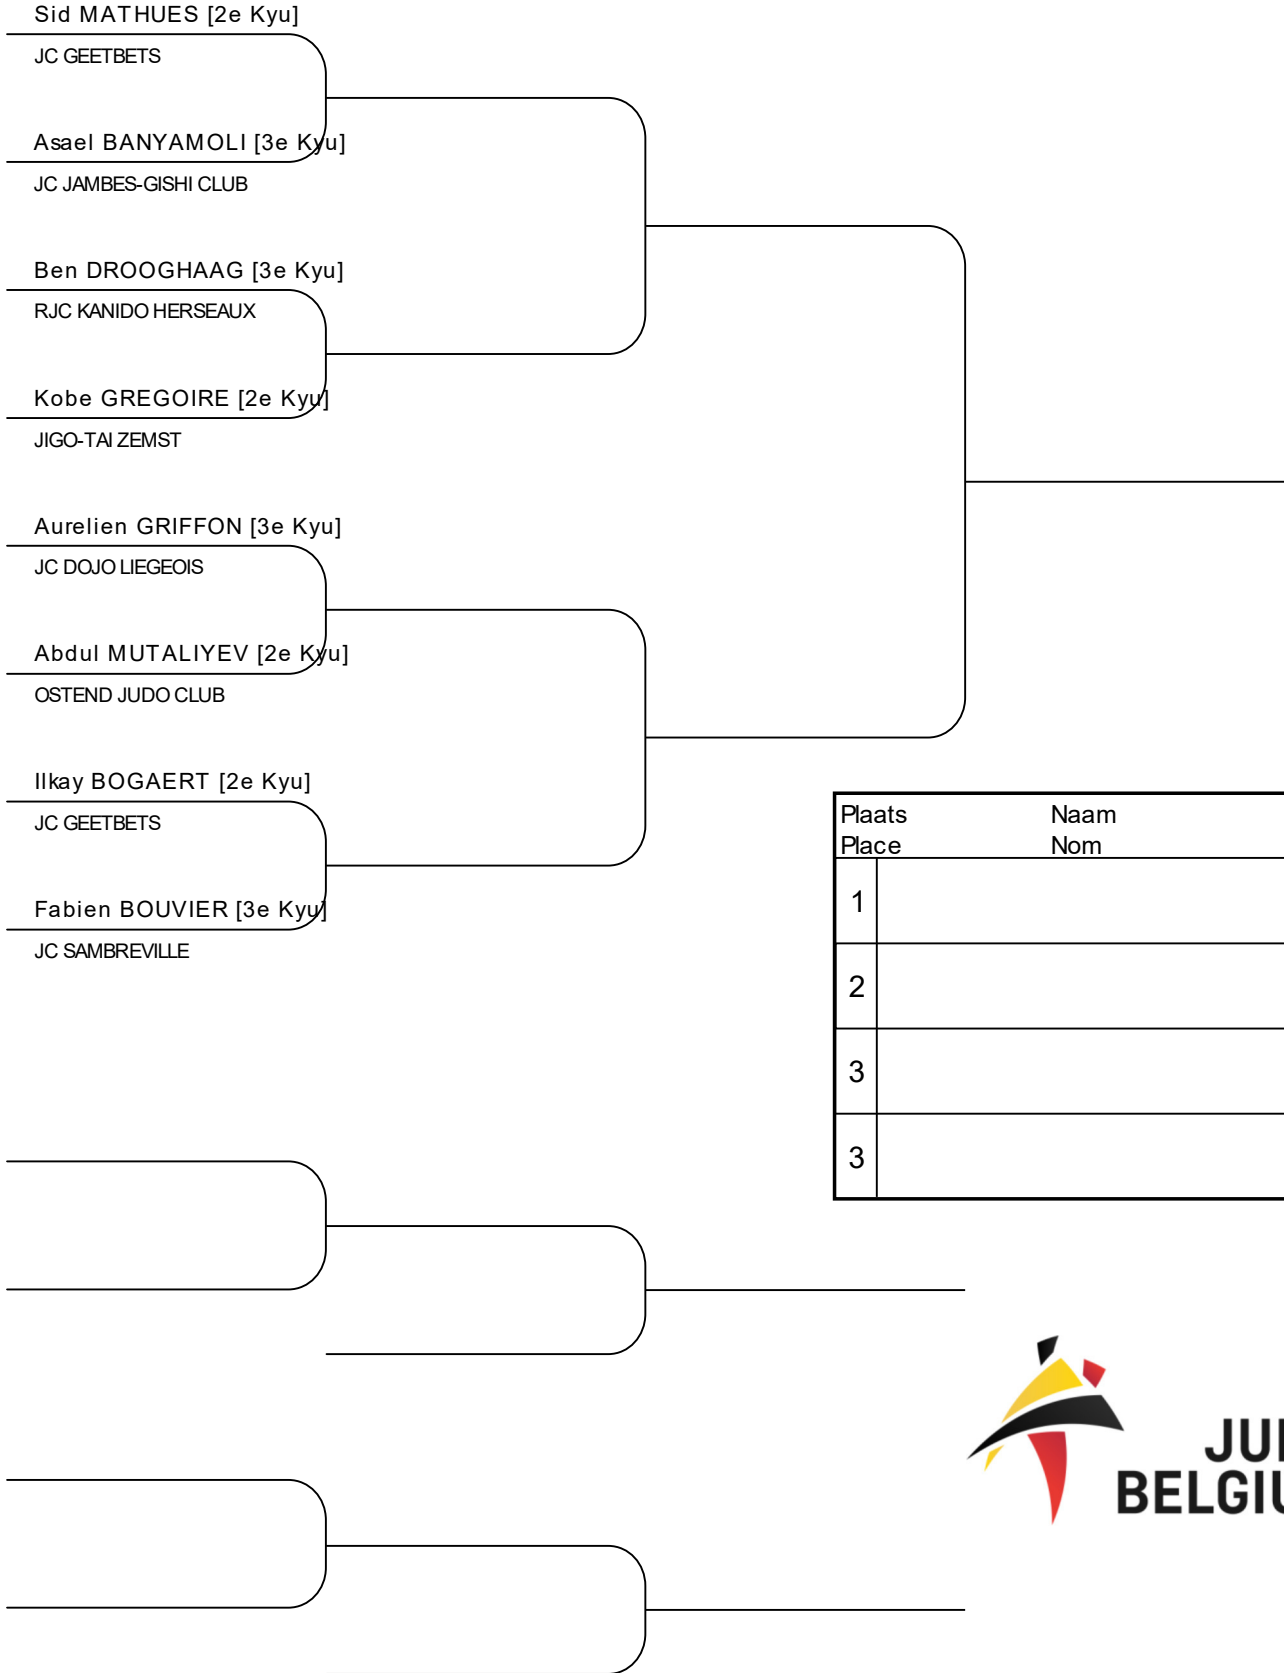 Sid MATHUES [2e Kyu]
JC GEETBETS
Asael BANYAMOLI [3e Kyu]
JC JAMBES-GISHI CLUB
Ben DROOGHAAG [3e Kyu]
RJC KANIDO HERSEAUX
Kobe GREGOIRE [2e Kyu]
JIGO-TAI ZEMST
Aurelien GRIFFON [3e Kyu]
JC DOJO LIEGEOIS
Abdul MUTALIYEV [2e Kyu]
OSTEND JUDO CLUB
Ilkay BOGAERT [2e Kyu]
JC GEETBETS
Fabien BOUVIER [3e Kyu]
JC SAMBREVILLE
Plaats Naam
Place Nom
1
2
3
3